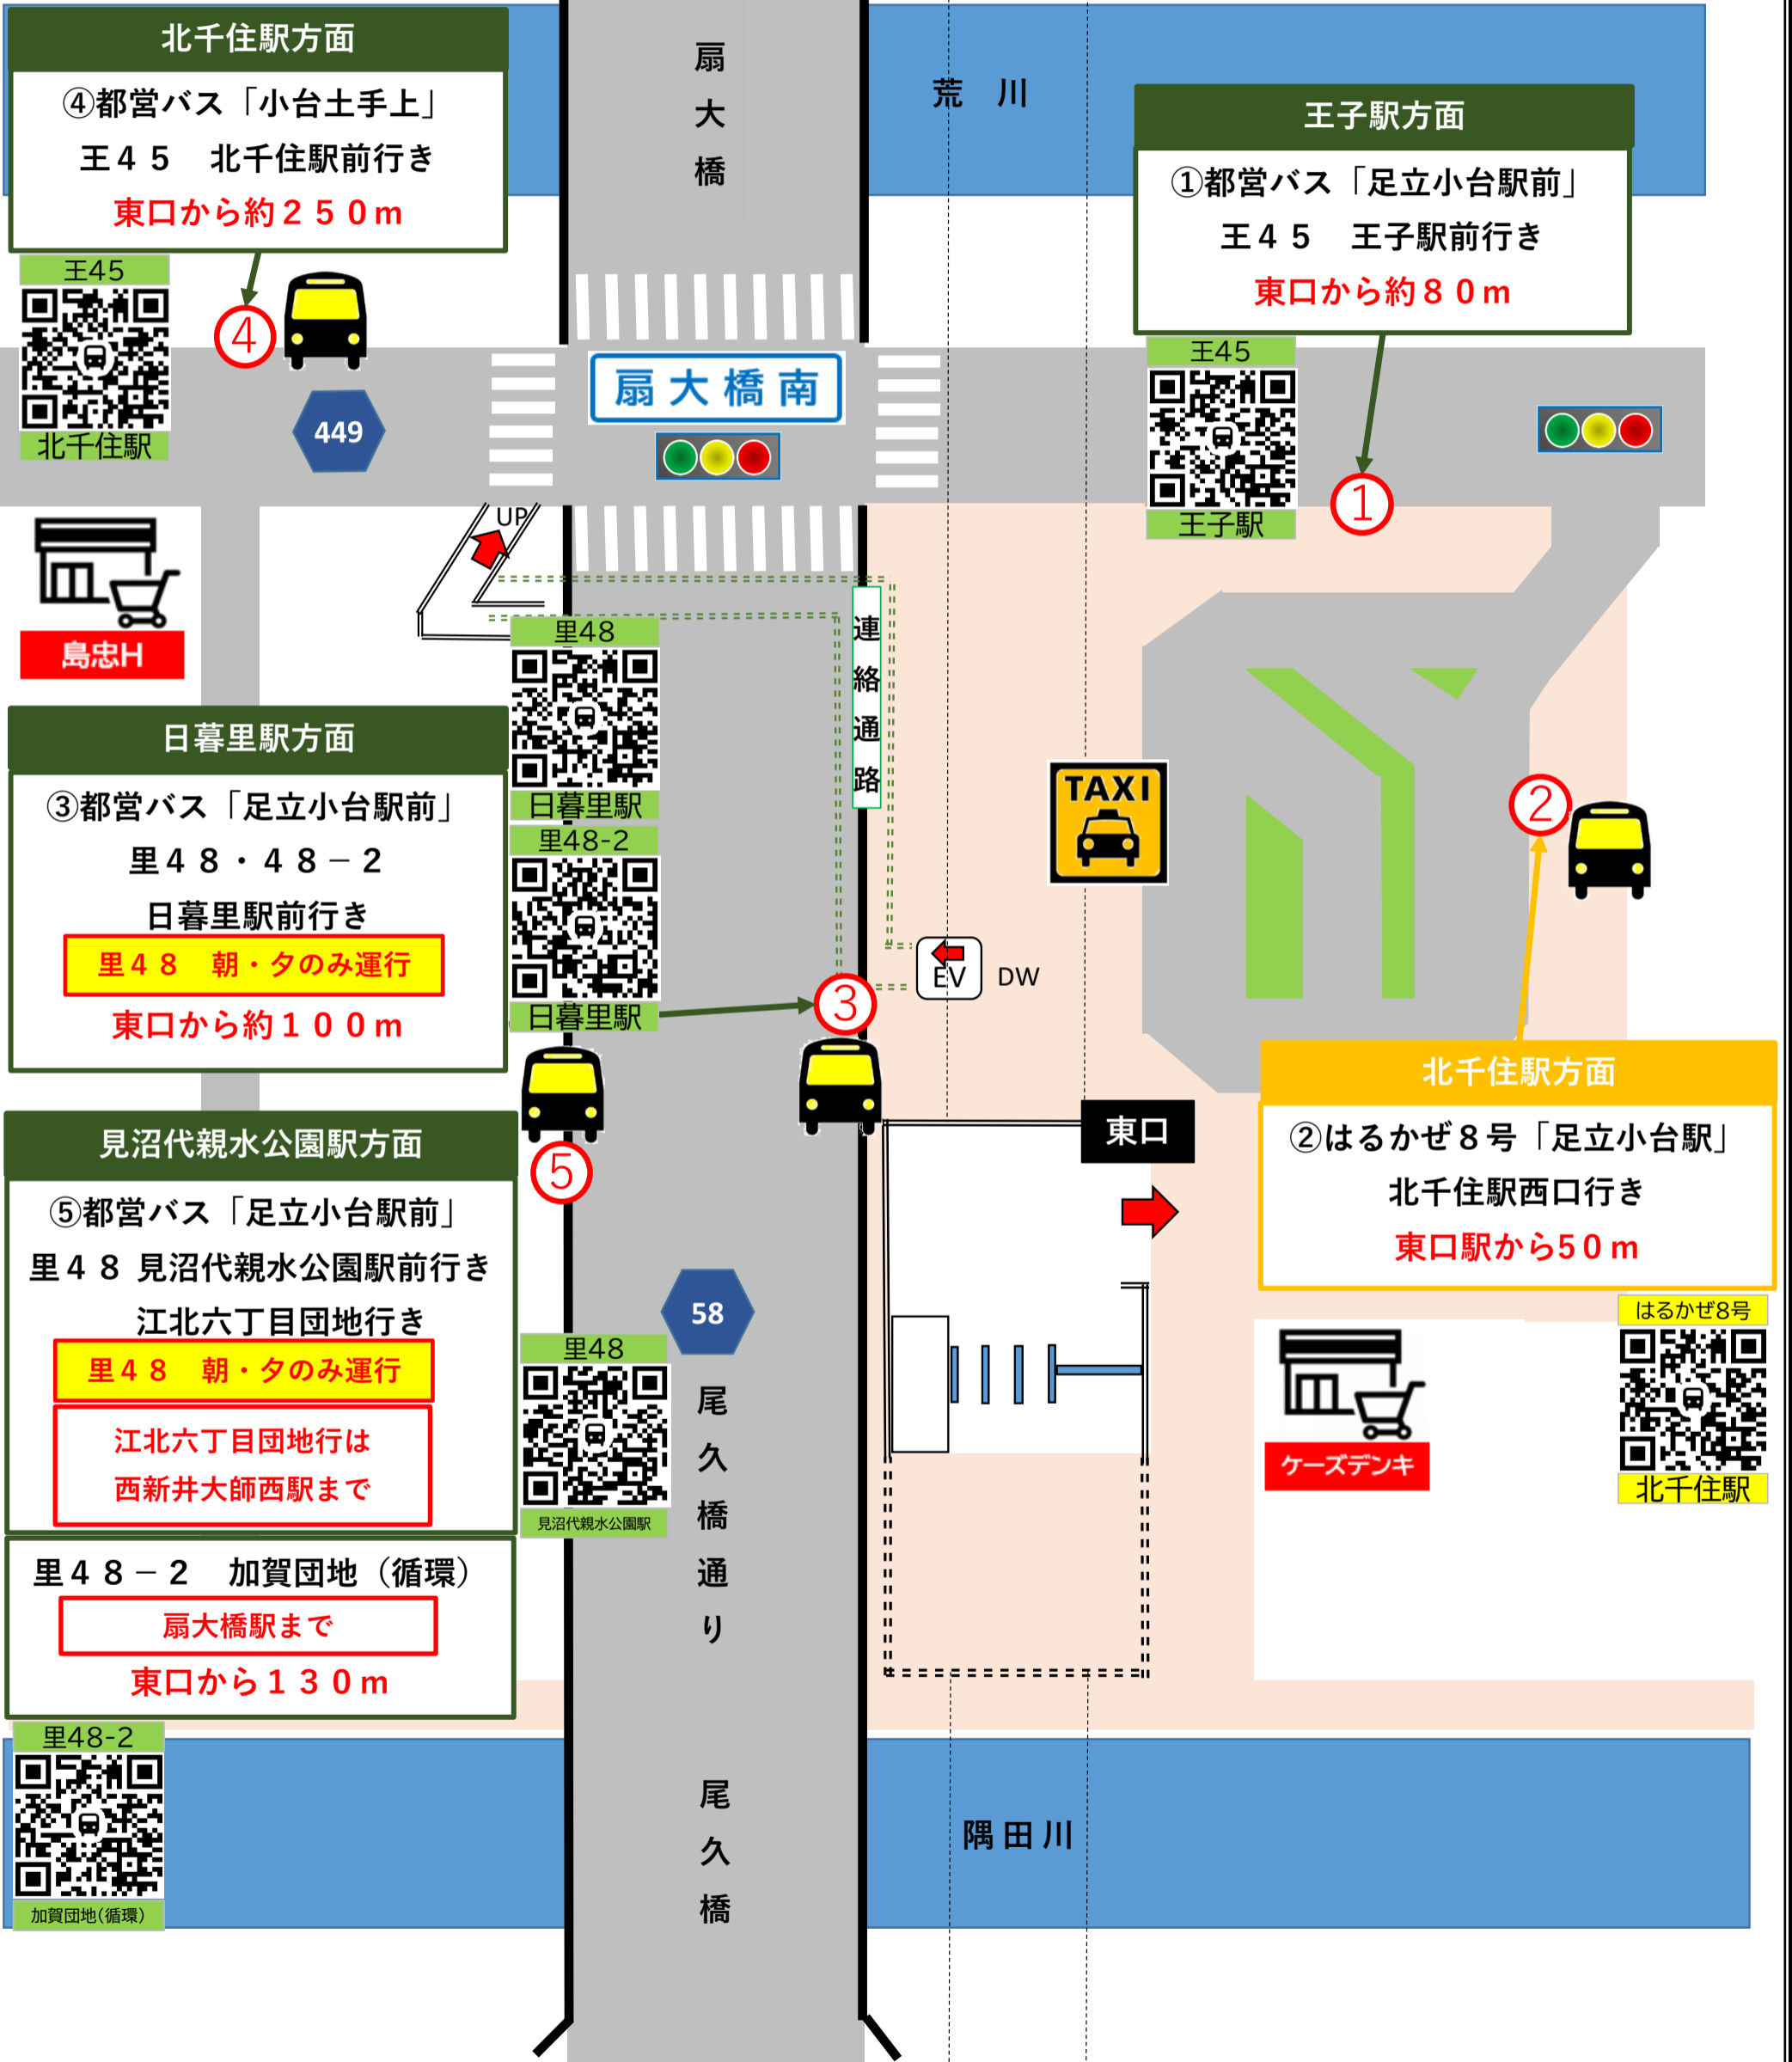 北千住駅方面
④都営バス「小台土手上」
王４５　北千住駅前行き
東口から約２５０ｍ
王45
北千住駅
④
449
扇大橋
荒　川
王子駅方面
①都営バス「足立小台駅前」
王４５　王子駅前行き
東口から約８０ｍ
王45
王子駅
①
扇大橋南
UP
島忠H
連絡通路
里48
日暮里駅
里48-2
日暮里駅
日暮里駅方面
③都営バス「足立小台駅前」
里４８・４８－２
日暮里駅前行き
里４８　朝・夕のみ運行
東口から約１００ｍ
③
EV
DW
TAXI
②
北千住駅方面
②はるかぜ８号「足立小台駅」
北千住駅西口行き
東口駅から50ｍ
はるかぜ8号
北千住駅
東口
ケーズデンキ
⑤
見沼代親水公園駅方面
⑤都営バス「足立小台駅前」
里４８ 見沼代親水公園駅前行き
江北六丁目団地行き
里４８　朝・夕のみ運行
江北六丁目団地行は
西新井大師西駅まで
里４８－２　加賀団地（循環）
扇大橋駅まで
東口から１３０ｍ
58
里48
見沼代親水公園駅
尾久橋通り
里48-2
加賀団地(循環)
尾久橋
隅田川